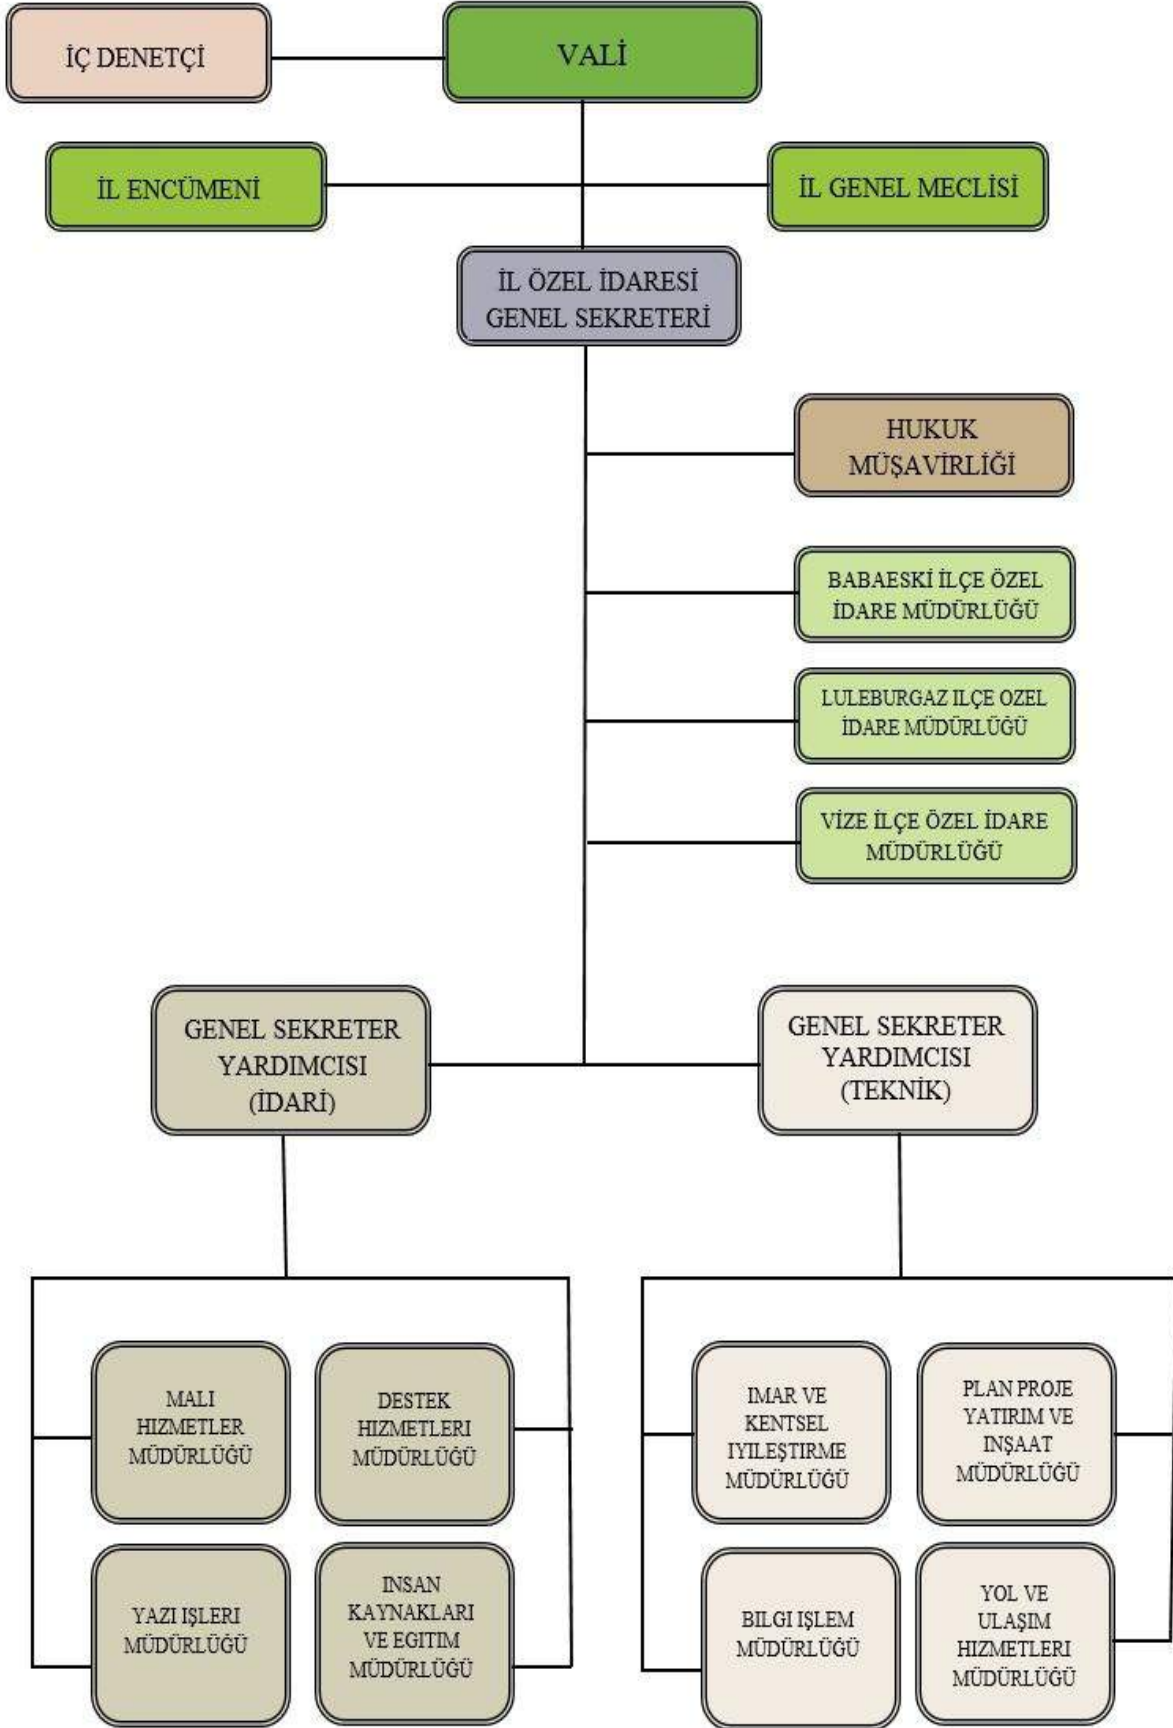 İÇ DENETÇİ
VALİ
İL ENCÜMENİ
İL GENEL MECLİSİ
İL ÖZEL İDARESİ
GENEL SEKRETERİ
HUKUK
MÜŞAVİRLİĞİ
BABAESKİ İLÇE ÖZEL
İDARE MÜDÜRLÜĞÜ
LULEBURGAZ ILÇE OZEL
İDARE MÜDÜRLÜĞÜ
VİZE İLÇE ÖZEL İDARE
MÜDÜRLÜĞÜ
GENEL SEKRETER
YARDIMCISI
(İDARİ)
GENEL SEKRETER
YARDIMCISI
(TEKNİK)
MALI
HIZMETLER
MÜDÜRLÜĞÜ
DESTEK
HIZMETLERI
MÜDÜRLÜĞÜ
IMAR VE
KENTSEL
IYILEŞTIRME
MÜDÜRLÜĞÜ
PLAN PROJE
YATIRIM VE
INŞAAT
MÜDÜRLÜĞÜ
YAZI IŞLERI
MÜDÜRLÜĞÜ
INSAN
KAYNAKLARI
VE EGITIM
MÜDÜRLÜĞÜ
BILGI IŞLEM
MÜDÜRLÜĞÜ
YOL VE
ULAŞIM
HIZMETLERI
MÜDÜRLÜĞÜ